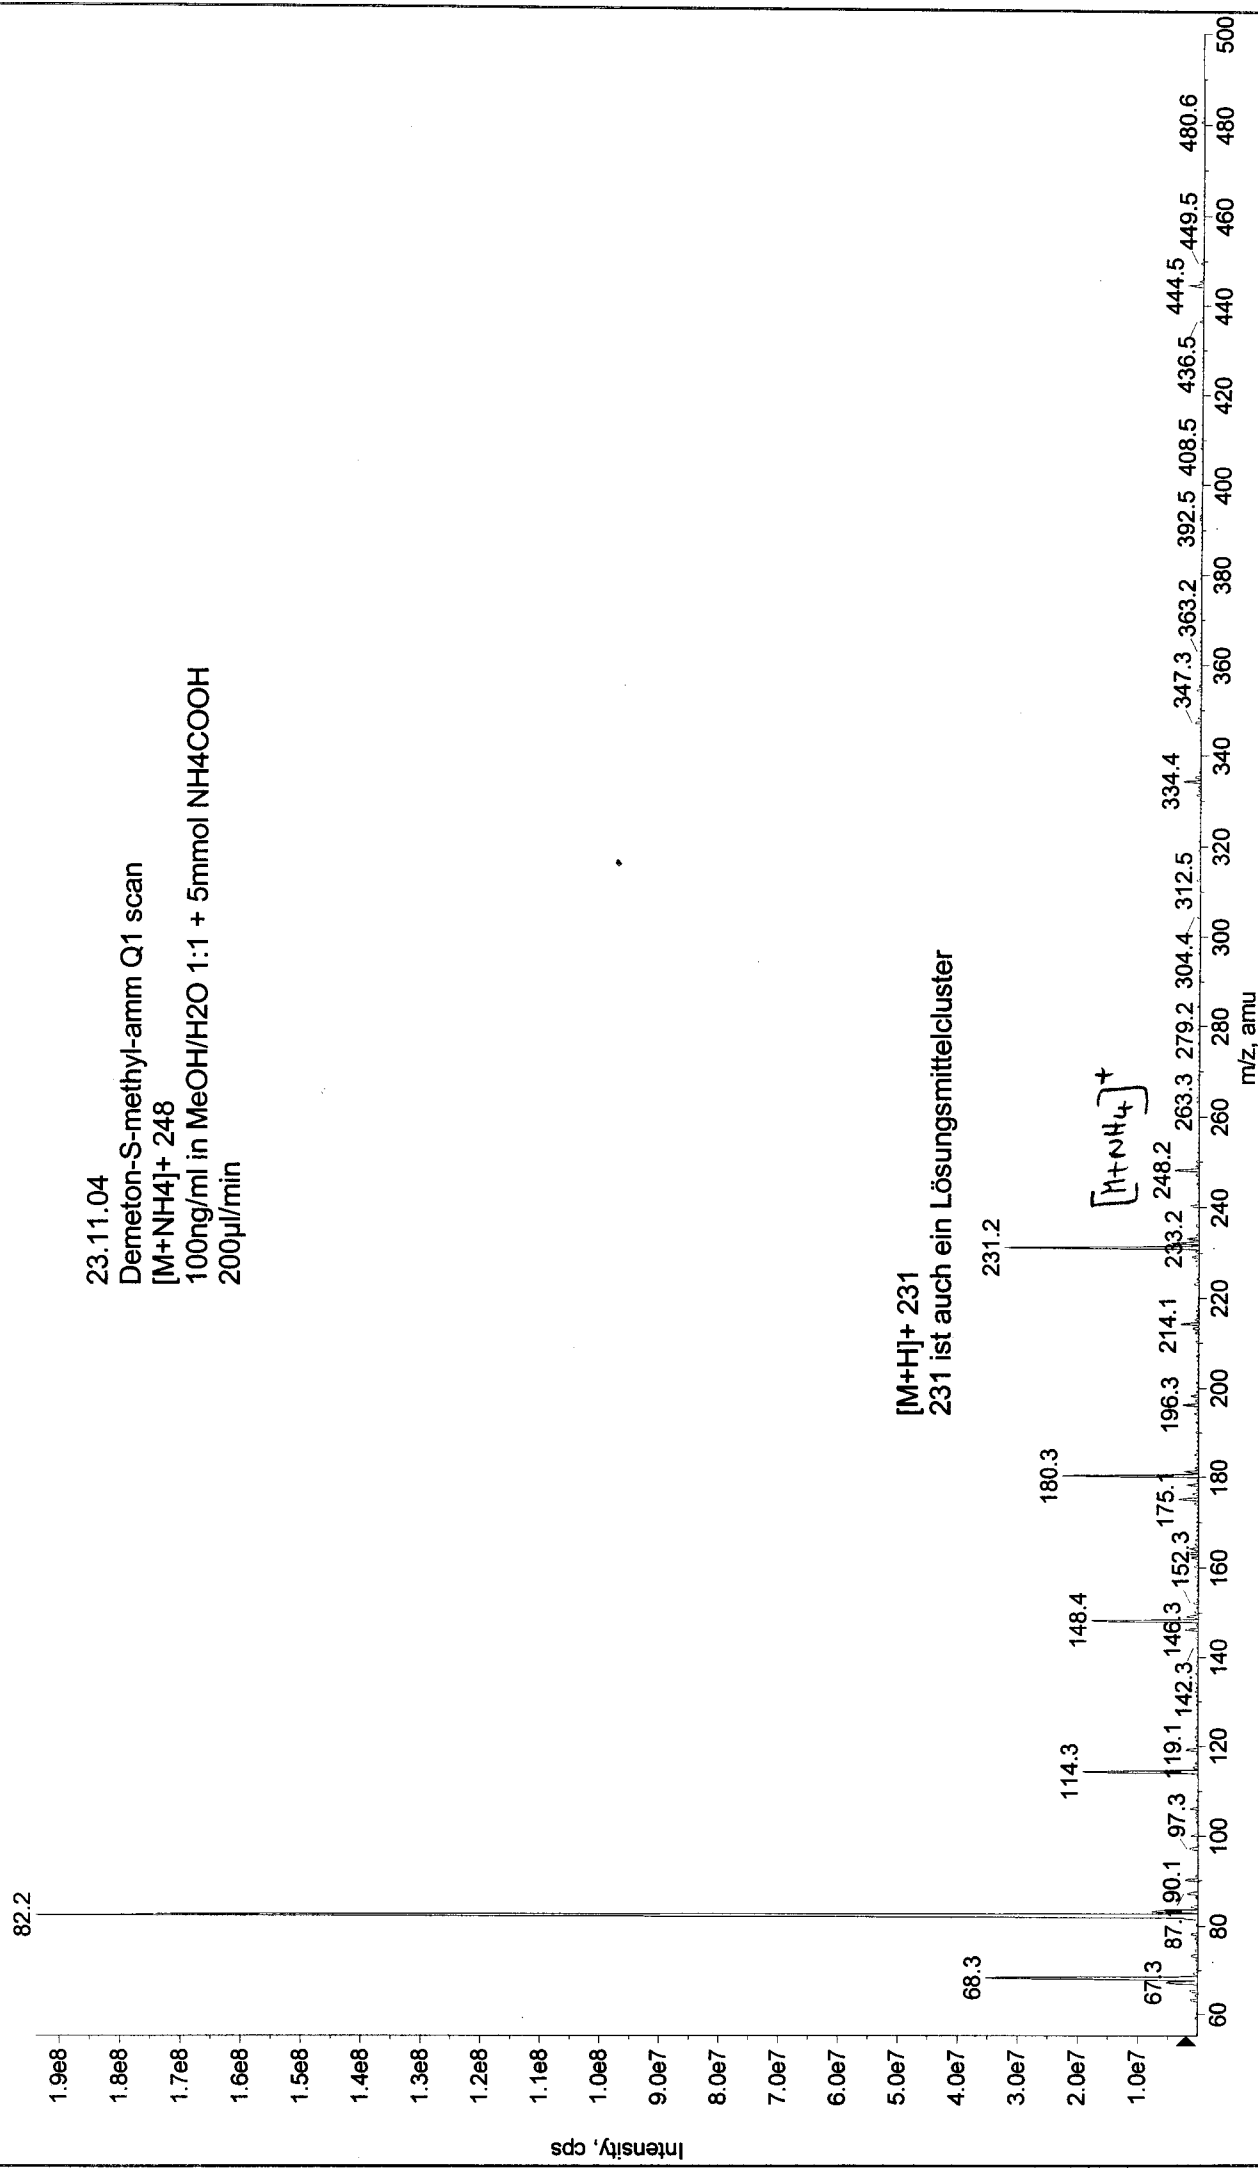 23.11.04
Demeton-S-methyl-amm Q1 scan
[M+NH4]+ 248
100ng/ml in MeOH/H2O 1:1 + 5mmol NH4COOH
200µl/min
[M+H]+ 231
231 ist auch ein Lösungsmittelcluster
[M+NH4]+
82.2
68.3
67.3
87.1
90.1
97.3
114.3
119.1
142.3
148.4
146.3
152.3
180.3
175.1
196.3
214.1
231.2
233.2
248.2
263.3
279.2
304.4
312.5
334.4
347.3
363.2
392.5
408.5
436.5
444.5
449.5
480.6
Intensity, cps
1.9e8
1.8e8
1.7e8
1.6e8
1.5e8
1.4e8
1.3e8
1.2e8
1.1e8
1.0e8
9.0e7
8.0e7
7.0e7
6.0e7
5.0e7
4.0e7
3.0e7
2.0e7
1.0e7
60 80 100 120 140 160 180 200 220 240 260 280 300 320 340 360 380 400 420 440 460 480 500
m/z, amu